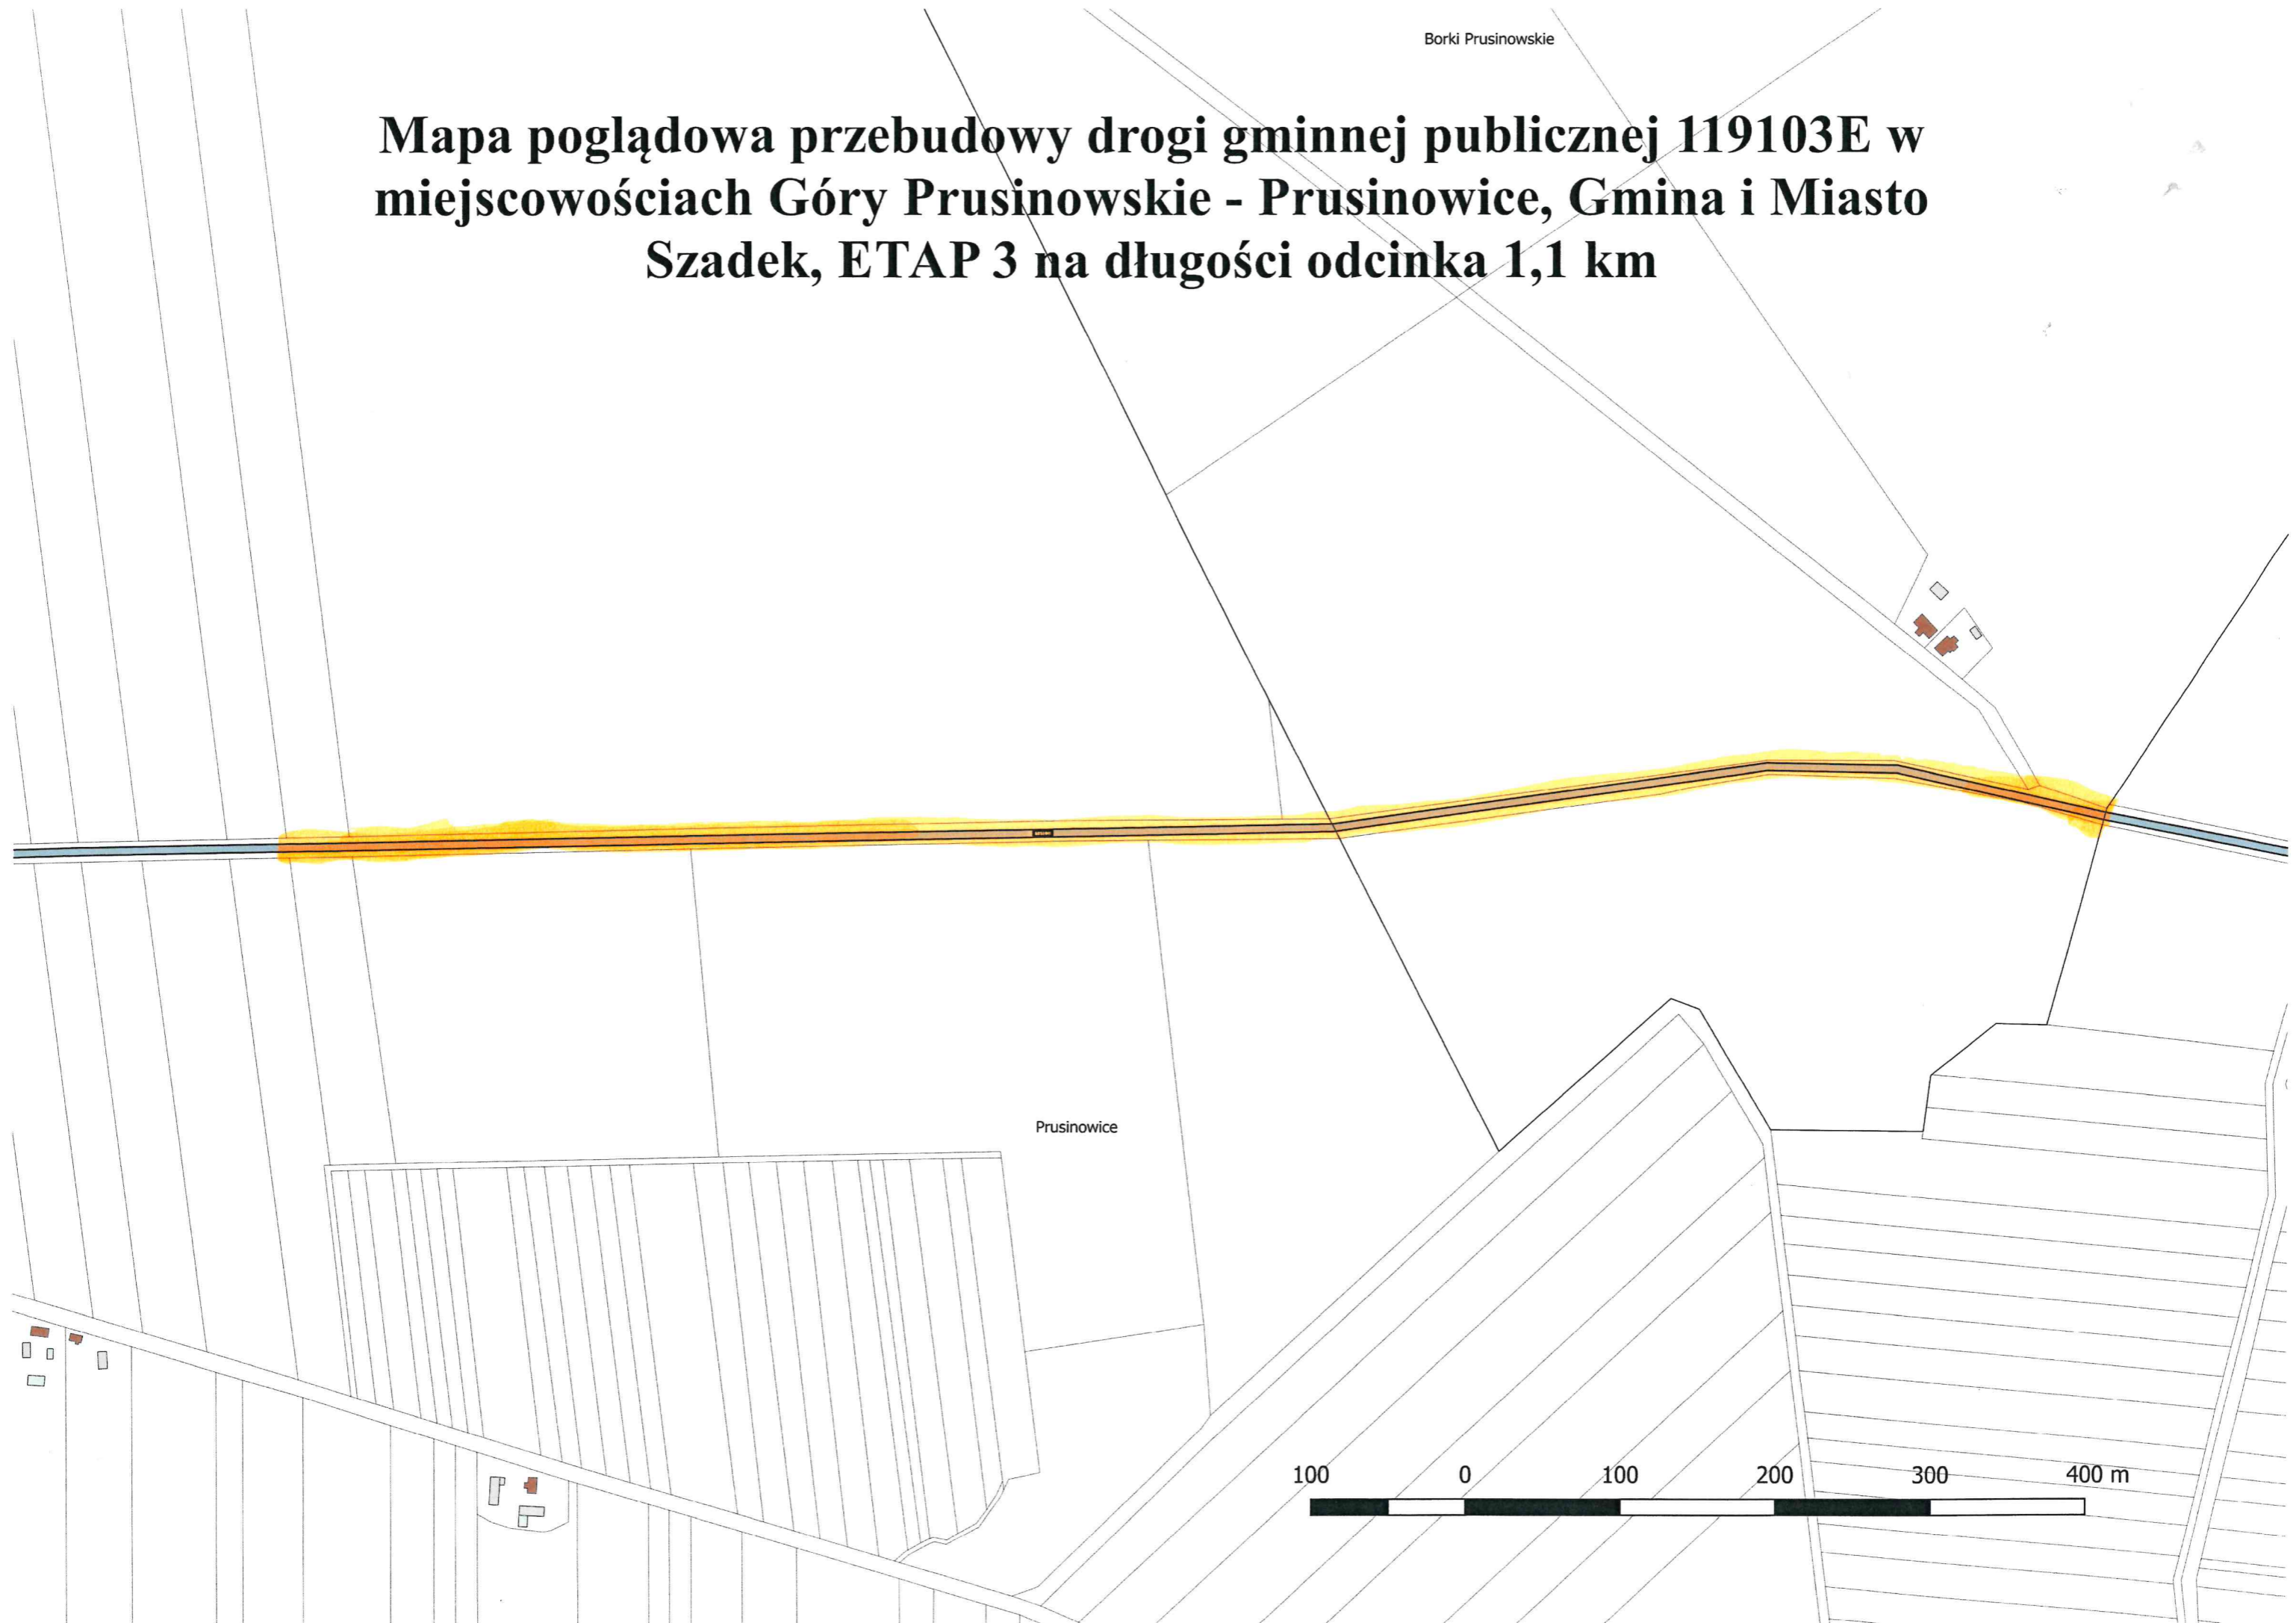 Borki Prusinowskie
Mapa poglądowa przebudowy drogi gminnej publicznej 119103E w
miejscowościach Góry Prusinowskie - Prusinowice, Gmina i Miasto
Szadek, ETAP 3 na długości odcinka 1,1 km
Prusinowice
100 0 100 200 300 400 m